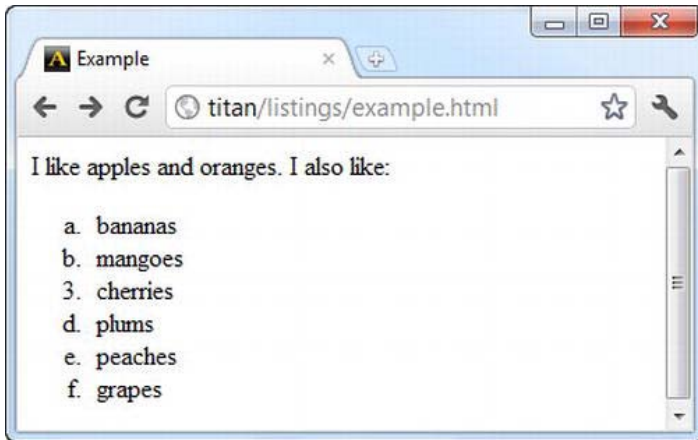 Example
titan/listings/example.html
I like apples and oranges. I also like:
a. bananas
b. mangoes
3. cherries
d. plums
e. peaches
f. grapes